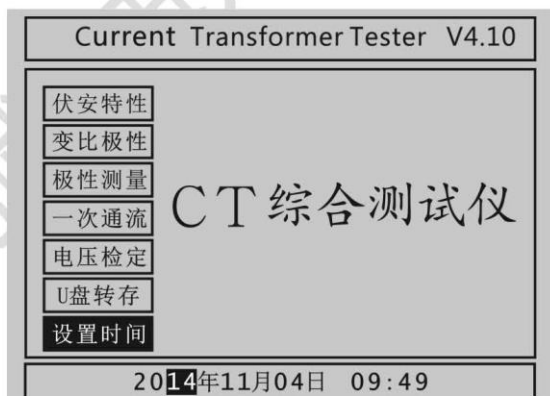 Current Transformer Tester V4.10
伏安特性
变比极性
极性测量
一次通流
电压检定
U盘转存
设置时间
CT综合测试仪
2014年11月04日 09:49